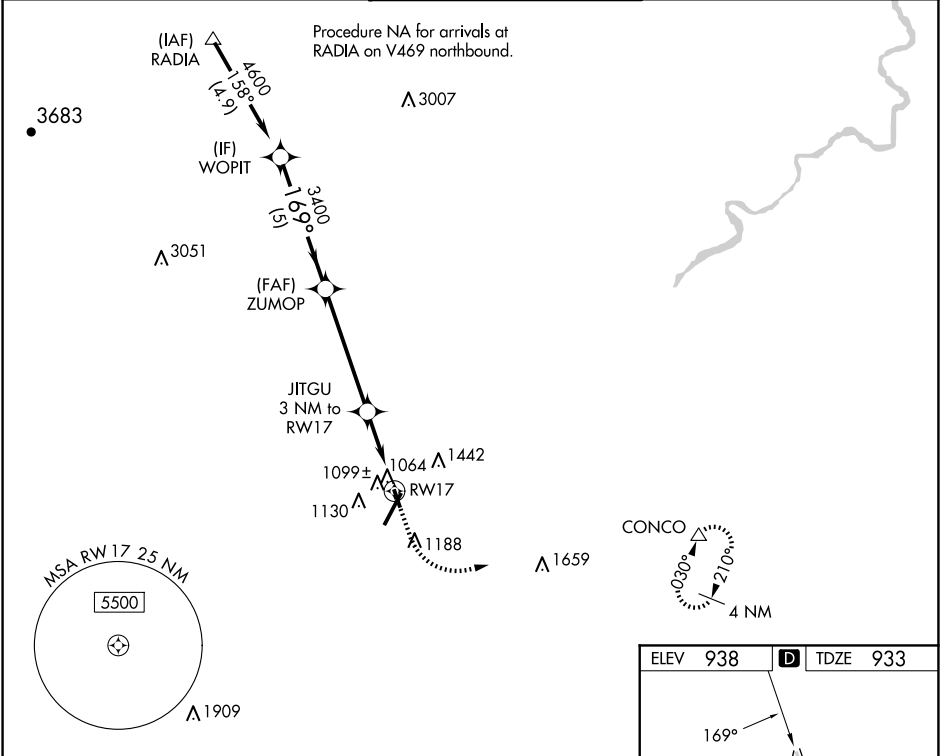 Procedure NA for arrivals at
RADIA on V469 northbound.
(IAF)
RADIA
4600
158°
(4.9)
3007
3683
(IF)
WOPIT
3400
169°
(5)
3051
(FAF)
ZUMOP
JITGU
3 NM to
RW17
1099±
1064
1442
RW17
1130
1188
1659
CONCO
030°
210°
4 NM
MSA RW 17 25 NM
5500
1909
ELEV 938 D TDZE 933
169°